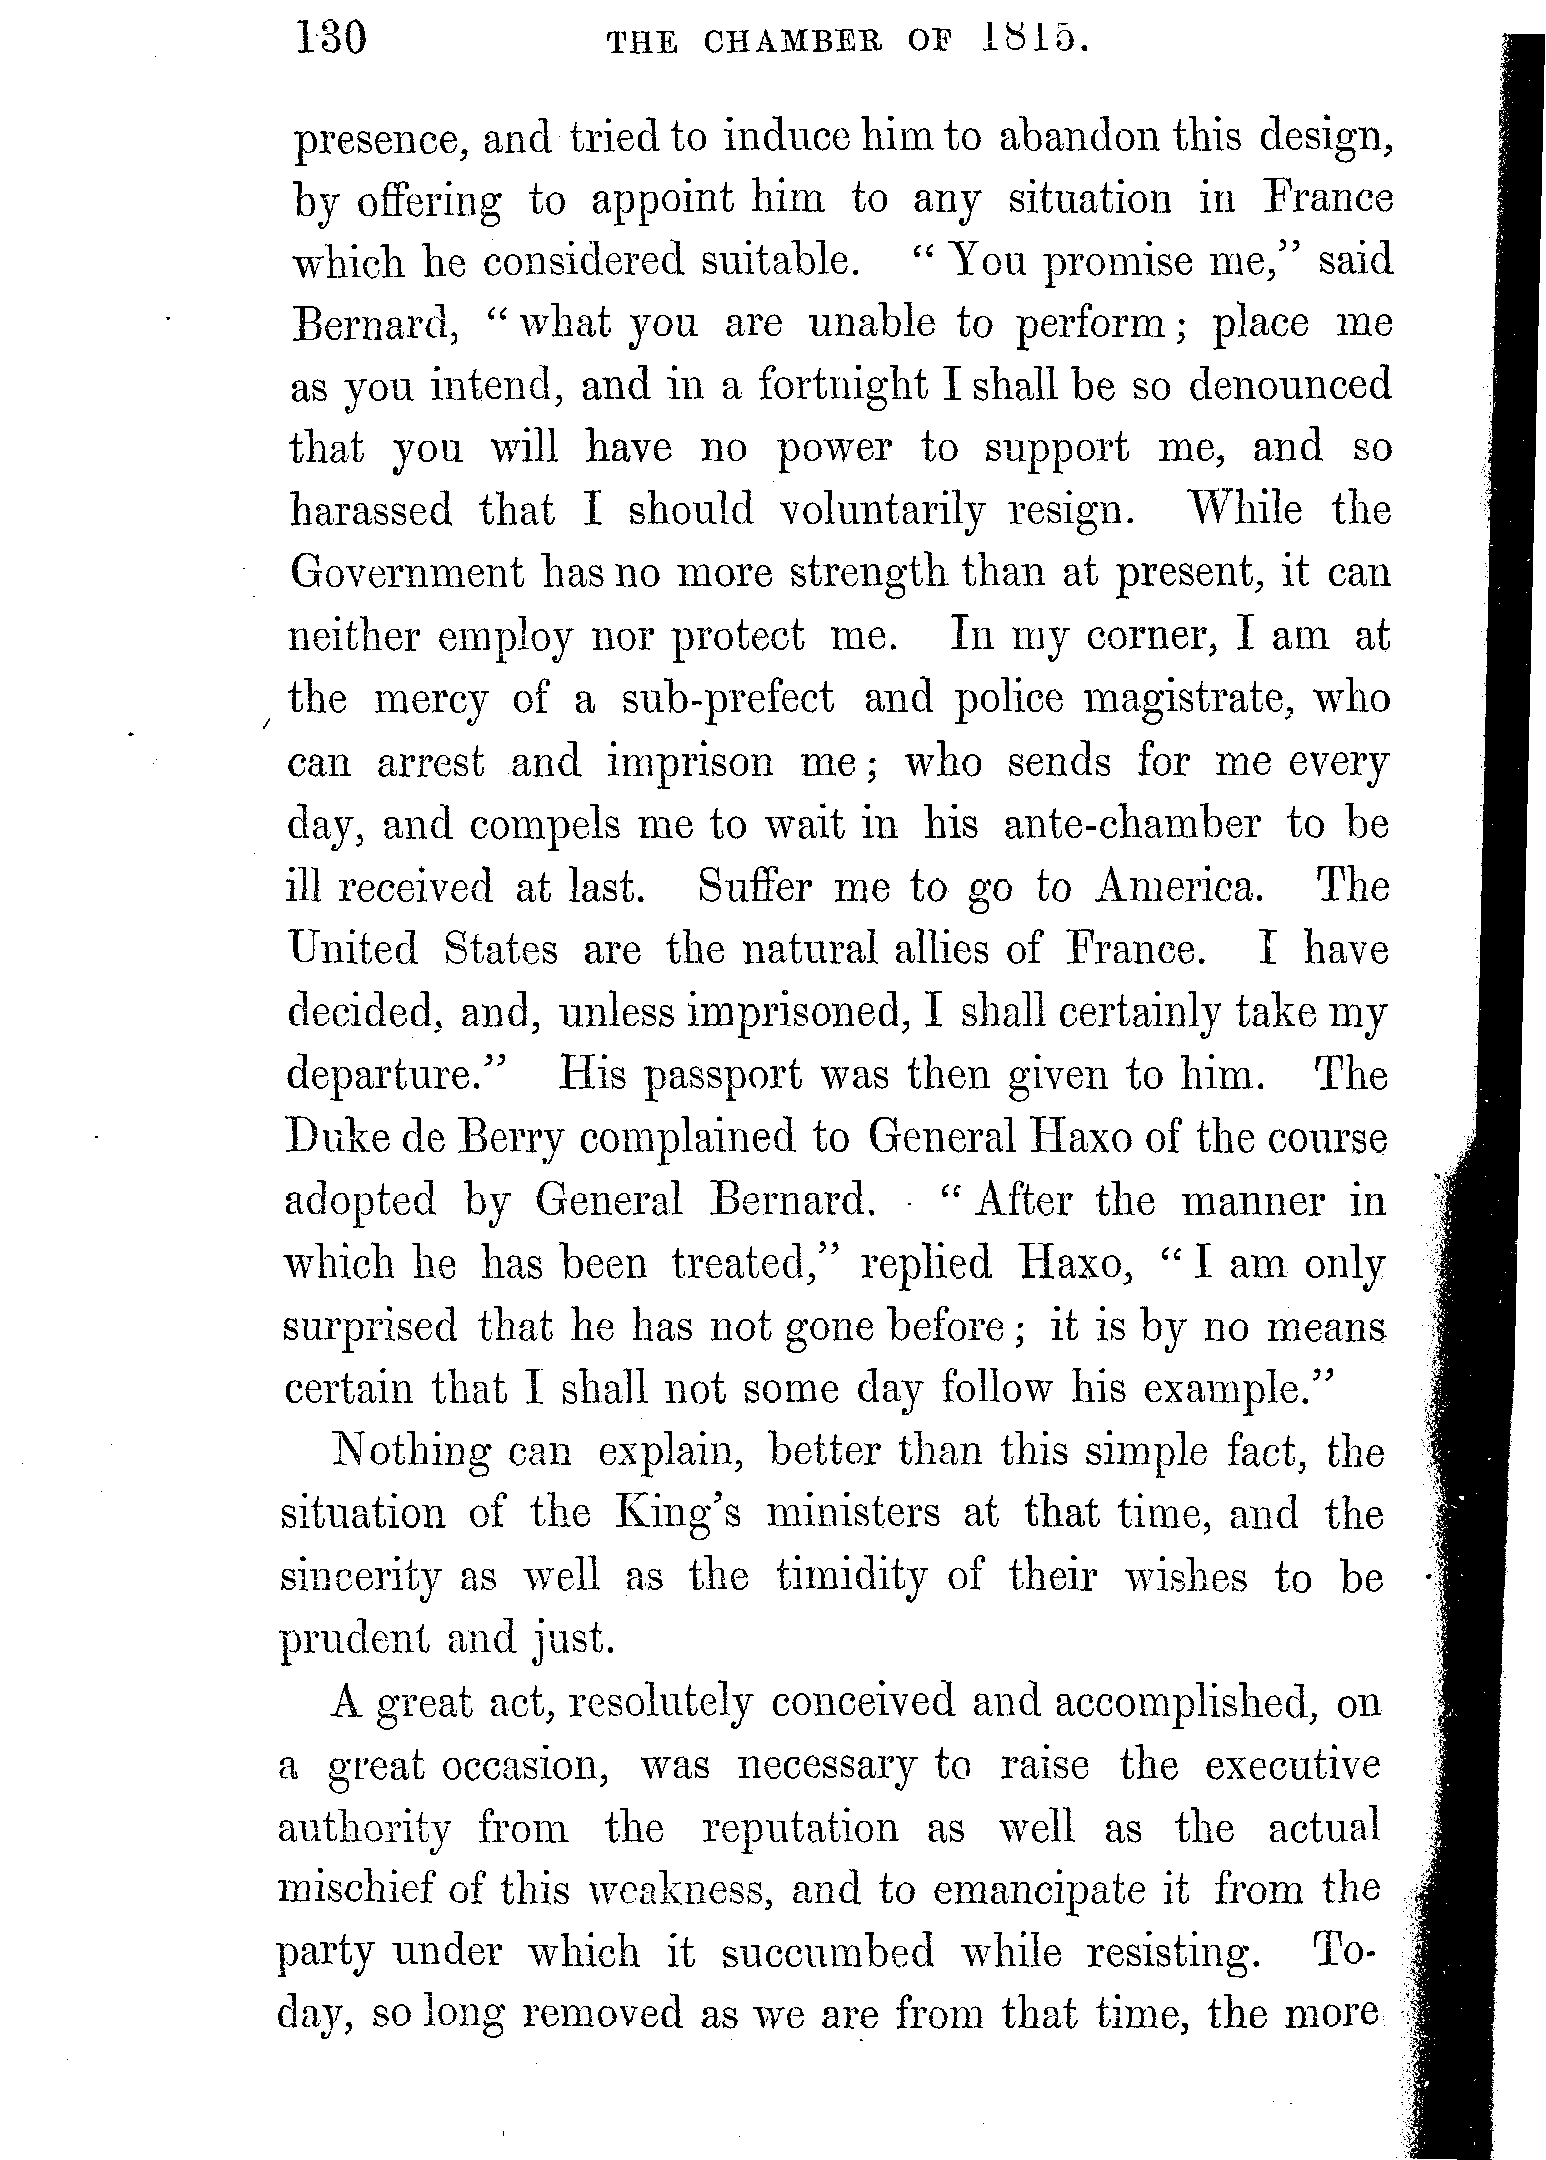 130 THE CHAMBER OF 1815.
presence, and tried to induce him to abandon this design,
by offering to appoint him to any situation in France
which he considered suitable. “ You promise me,” said
Bernard, “ what you are unable to perform ; place me
as you intend, and in a fortnight I shall be so denounced
that you will have no power to support me, and so
harassed that I should voluntarily resign. While the
Government has no more strength than at present, it can
neither employ nor protect me. In my corner, I am at
the mercy of a sub-prefect and police magistrate, who
can arrest and imprison me ; who sends for me every
day, and compels me to wait in his ante-chamber to be
ill received at last. Suffer me to go to America. The
United States are the natural allies of France. I have
decided, and, unless imprisoned, I shall certainly take my
departure.” His passport was then given to him. The
Duke de Berry complained to General Haxo of the course
adopted by General Bernard. “ After the manner in
which he has been treated,” replied Haxo, “ I am only
surprised that he has not gone before ; it is by no means
certain that I shall not some day follow his example.”
Nothing can explain, better than this simple fact, the
situation of the King’s ministers at that time, and the
sincerity as well as the timidity of their wishes to be
prudent and just.
A great act, resolutely conceived and accomplished, on
a great occasion, was necessary to raise the executive
authority from the reputation as well as the actual
mischief of this weakness, and to emancipate it from the
party under which it succumbed while resisting. To-
day, so long removed as we are from that time, the more